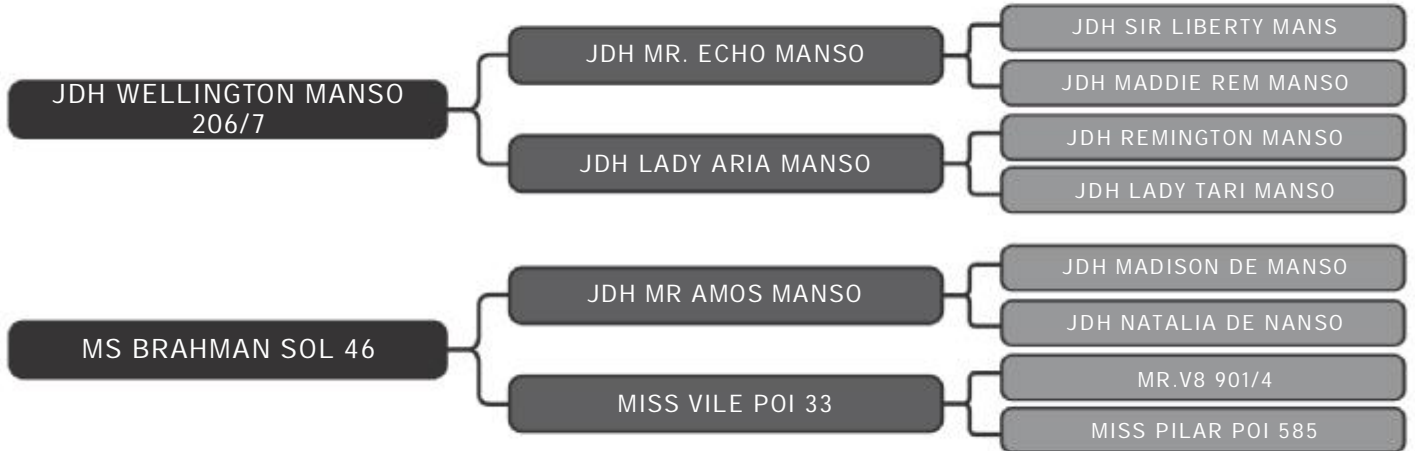 JDH SIR LIBERTY MANS
JDH MR. ECHO MANSO
JDH MADDIE REM MANSO
JDH WELLINGTON MANSO
206/7
JDH REMINGTON MANSO
JDH LADY ARIA MANSO
JDH LADY TARI MANSO
JDH MADISON DE MANSO
JDH MR AMOS MANSO
JDH NATALIA DE NANSO
MS BRAHMAN SOL 46
MR.V8 901/4
MISS VILE POI 33
MISS PILAR POI 585